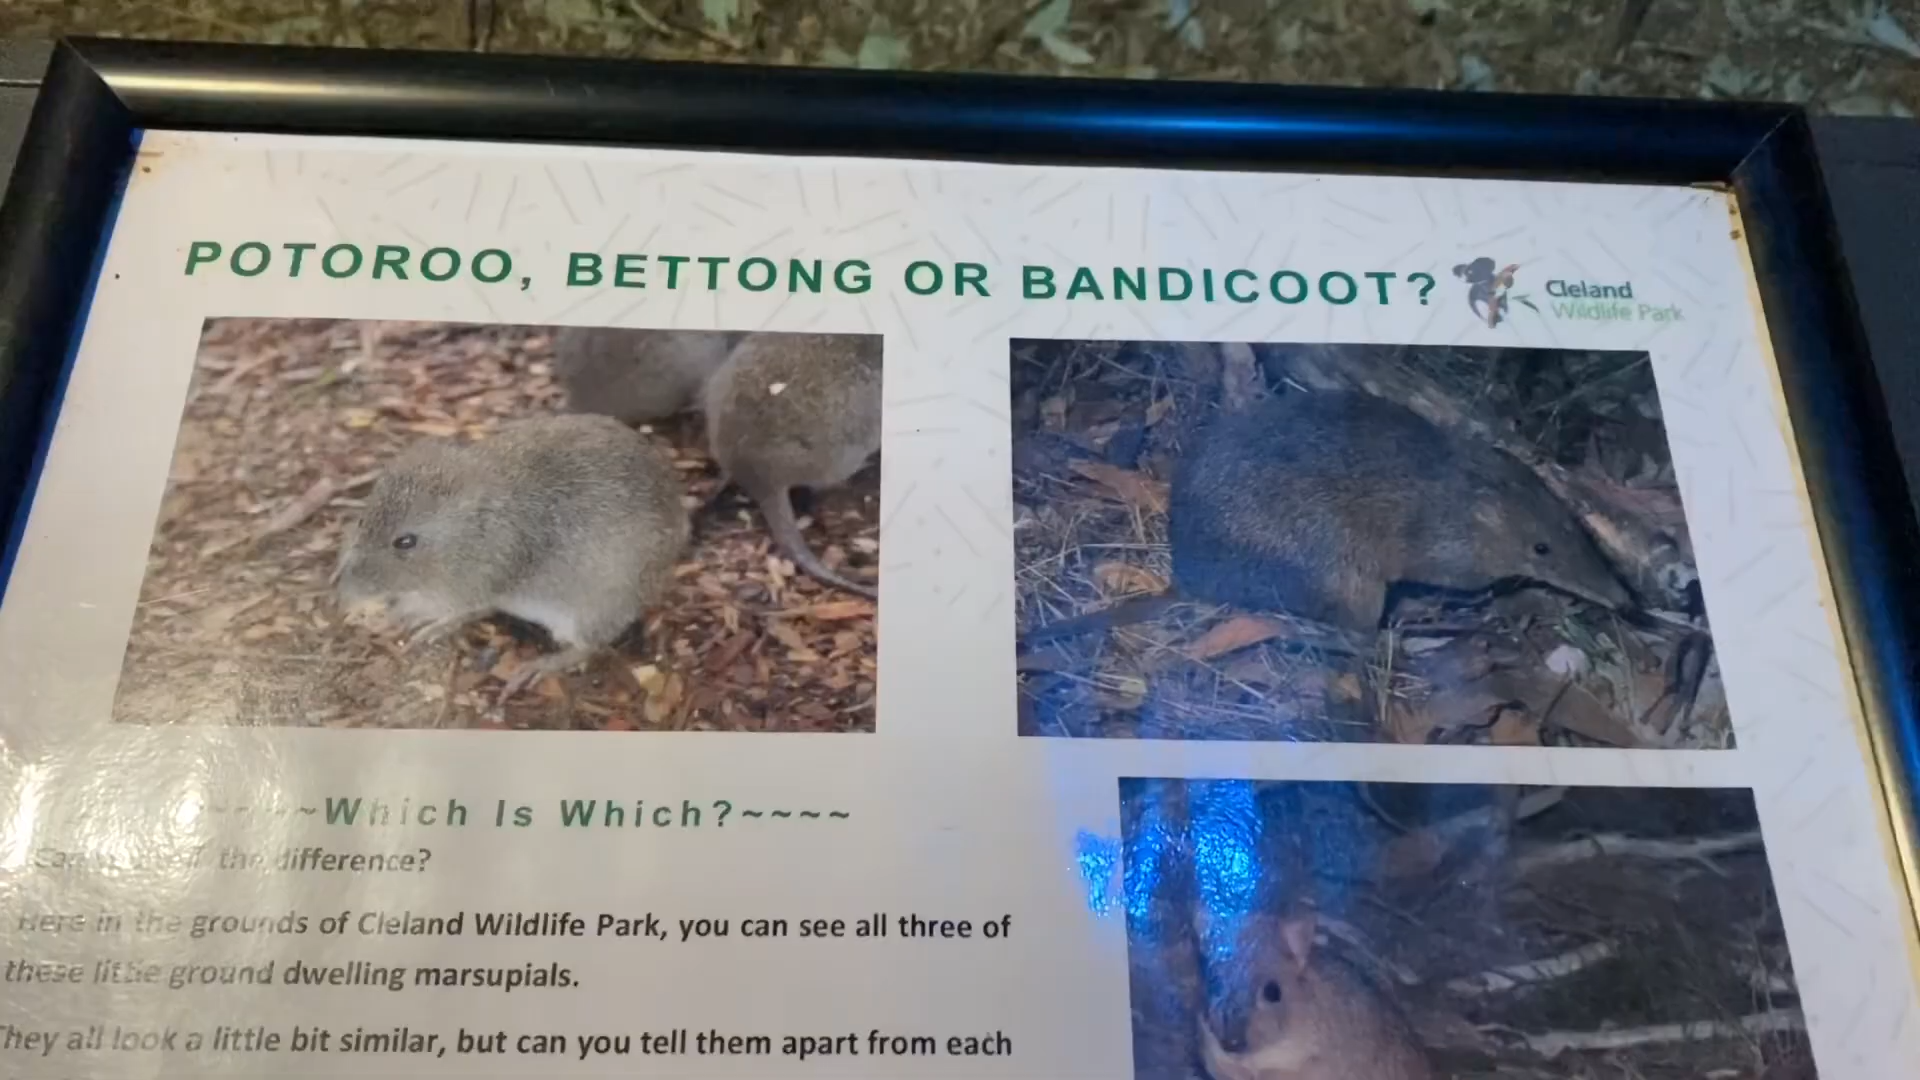 POTOROO, BETTONG OR BANDICOOT?
Cleland
Wildlife Park
~~~~Which Is Which?~~~~
the difference?
Here in the grounds of Cleland Wildlife Park, you can see all three of
these little ground dwelling marsupials.
They all look a little bit similar, but can you tell them apart from each